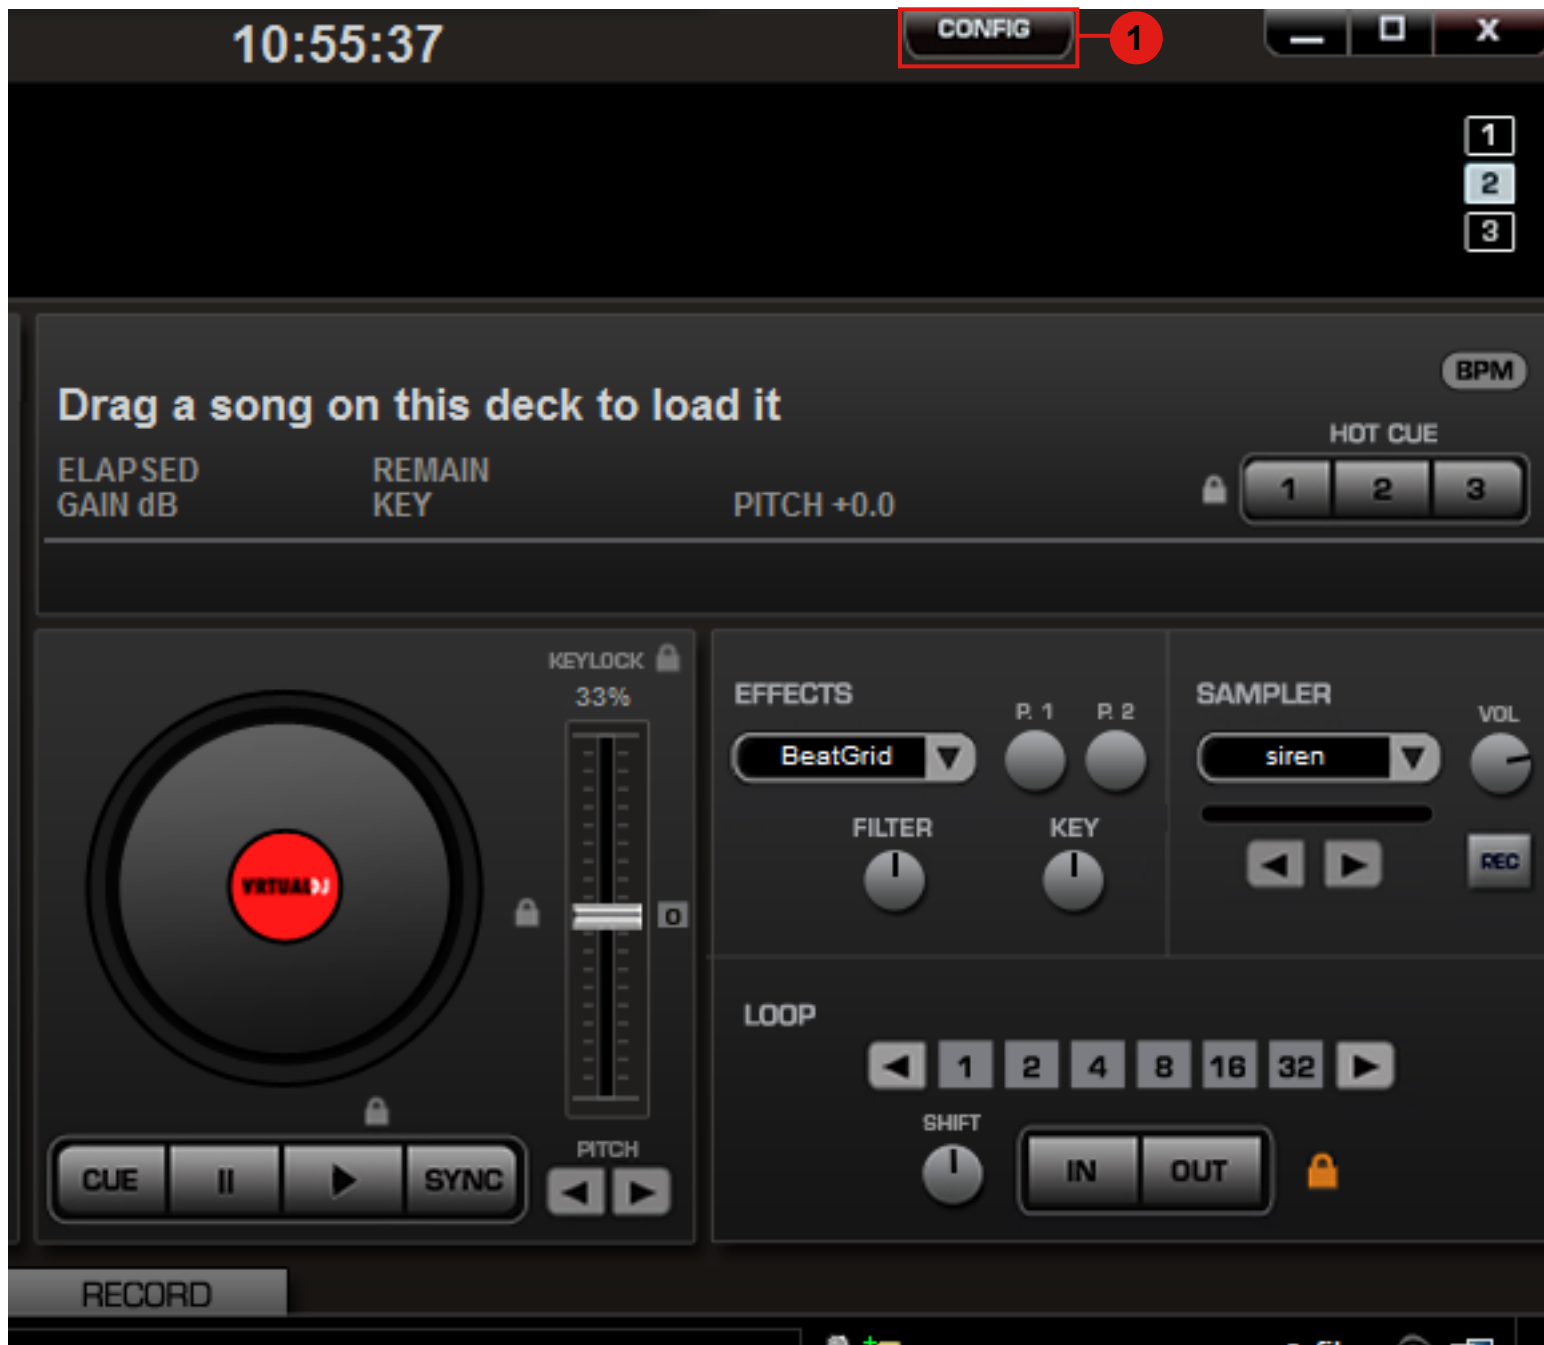 10:55:37
CONFIG
1
X
1
2
3
BPM
Drag a song on this deck to load it
HOT CUE
ELAPSED REMAIN
GAIN dB KEY PITCH +0.0
1 2 3
KEYLOCK
33%
EFFECTS
P. 1 P. 2
SAMPLER
VOL
BeatGrid
siren
FILTER KEY
REC
VRTUALDJ
0
LOOP
1 2 4 8 16 32
SHIFT
PITCH
CUE SYNC
IN OUT
RECORD